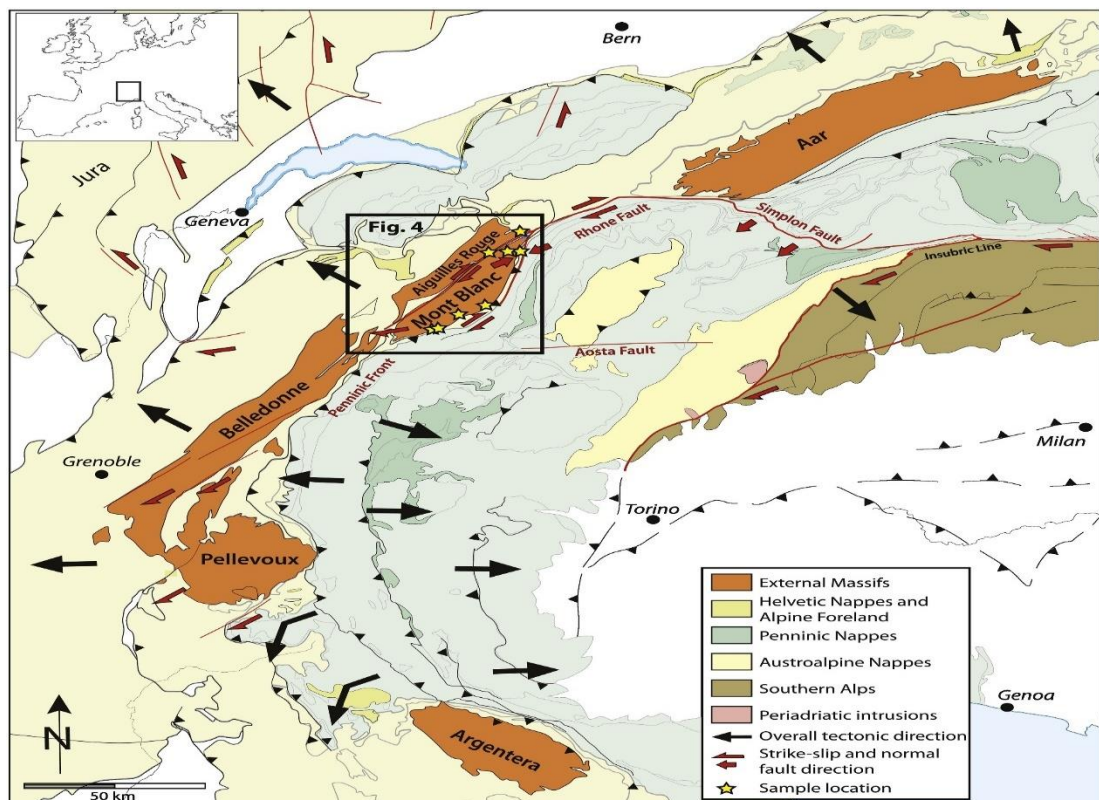 Bern
Jura
Aar
Geneva
Fig. 4
Rhone Fault
Simplon Fault
Aiguilles Rouge
Insubric Line
Mont Blanc
Aosta Fault
Penninic Front
Belledonne
Grenoble
Milan
Torino
Pellevoux
Genoa
Argentera
External Massifs
Helvetic Nappes and
Alpine Foreland
Penninic Nappes
Austroalpine Nappes
Southern Alps
Periadriatic intrusions
Overall tectonic direction
Strike-slip and normal
fault direction
Sample location
N
50 km